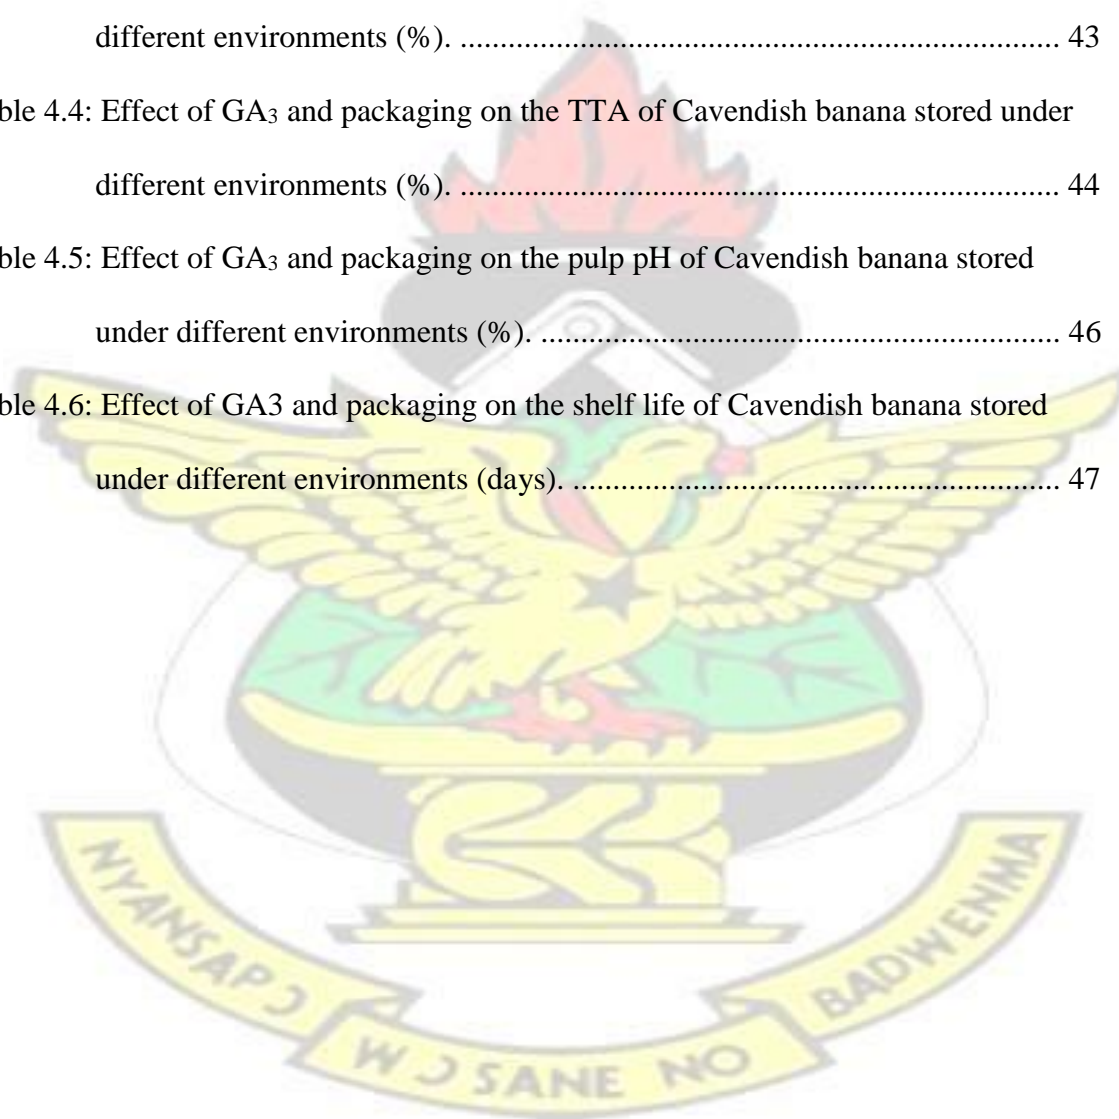 different environments (%). ............................................................................ 43
ble 4.4: Effect of GA₃ and packaging on the TTA of Cavendish banana stored under
different environments (%). ............................................................................ 44
ble 4.5: Effect of GA₃ and packaging on the pulp pH of Cavendish banana stored
under different environments (%). .................................................................. 46
ble 4.6: Effect of GA3 and packaging on the shelf life of Cavendish banana stored
under different environments (days). .............................................................. 47
NYANSAPƆ
WƆSANE NO
BADWENMA